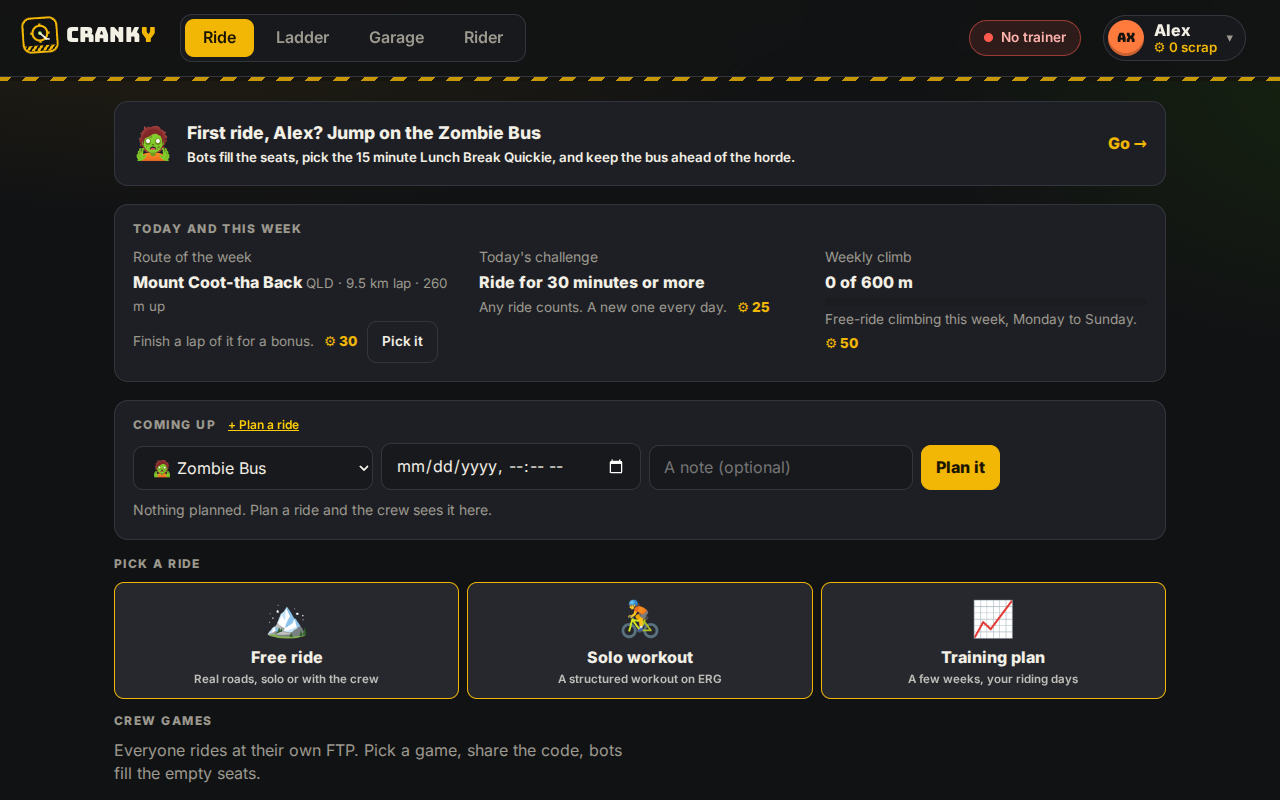 CRANKY
Ride
Ladder
Garage
Rider
No trainer
AX
Alex
⚙ 0 scrap ▾
First ride, Alex? Jump on the Zombie Bus
Bots fill the seats, pick the 15 minute Lunch Break Quickie, and keep the bus ahead of the horde.
Go →
TODAY AND THIS WEEK
Route of the week
Mount Coot-tha Back QLD · 9.5 km lap · 260
m up
Finish a lap of it for a bonus. ⚙ 30 Pick it
Today's challenge
Ride for 30 minutes or more
Any ride counts. A new one every day. ⚙ 25
Weekly climb
0 of 600 m
Free-ride climbing this week, Monday to Sunday.
⚙ 50
COMING UP + Plan a ride
Zombie Bus
mm/dd/yyyy, --:-- --
A note (optional)
Plan it
Nothing planned. Plan a ride and the crew sees it here.
PICK A RIDE
Free ride
Real roads, solo or with the crew
Solo workout
A structured workout on ERG
Training plan
A few weeks, your riding days
CREW GAMES
Everyone rides at their own FTP. Pick a game, share the code, bots
fill the empty seats.